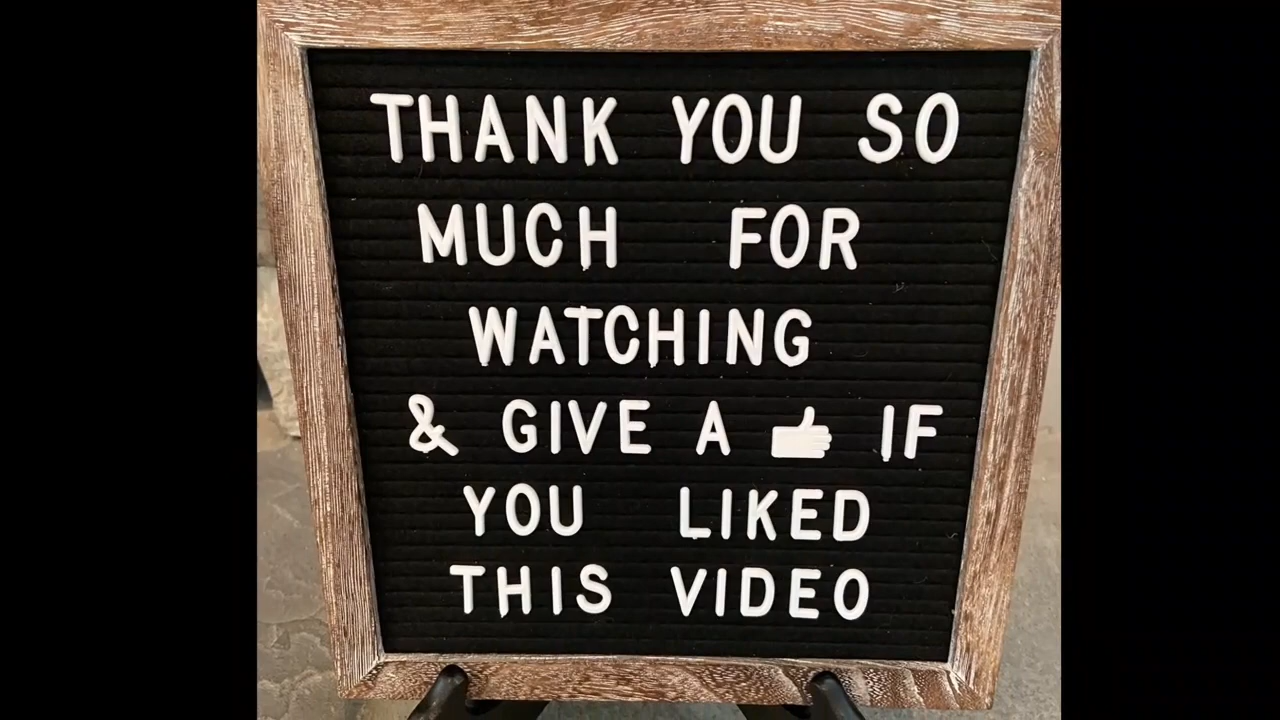 THANK YOU SO
MUCH FOR
WATCHING
& GIVE A 👍 IF
YOU LIKED
THIS VIDEO